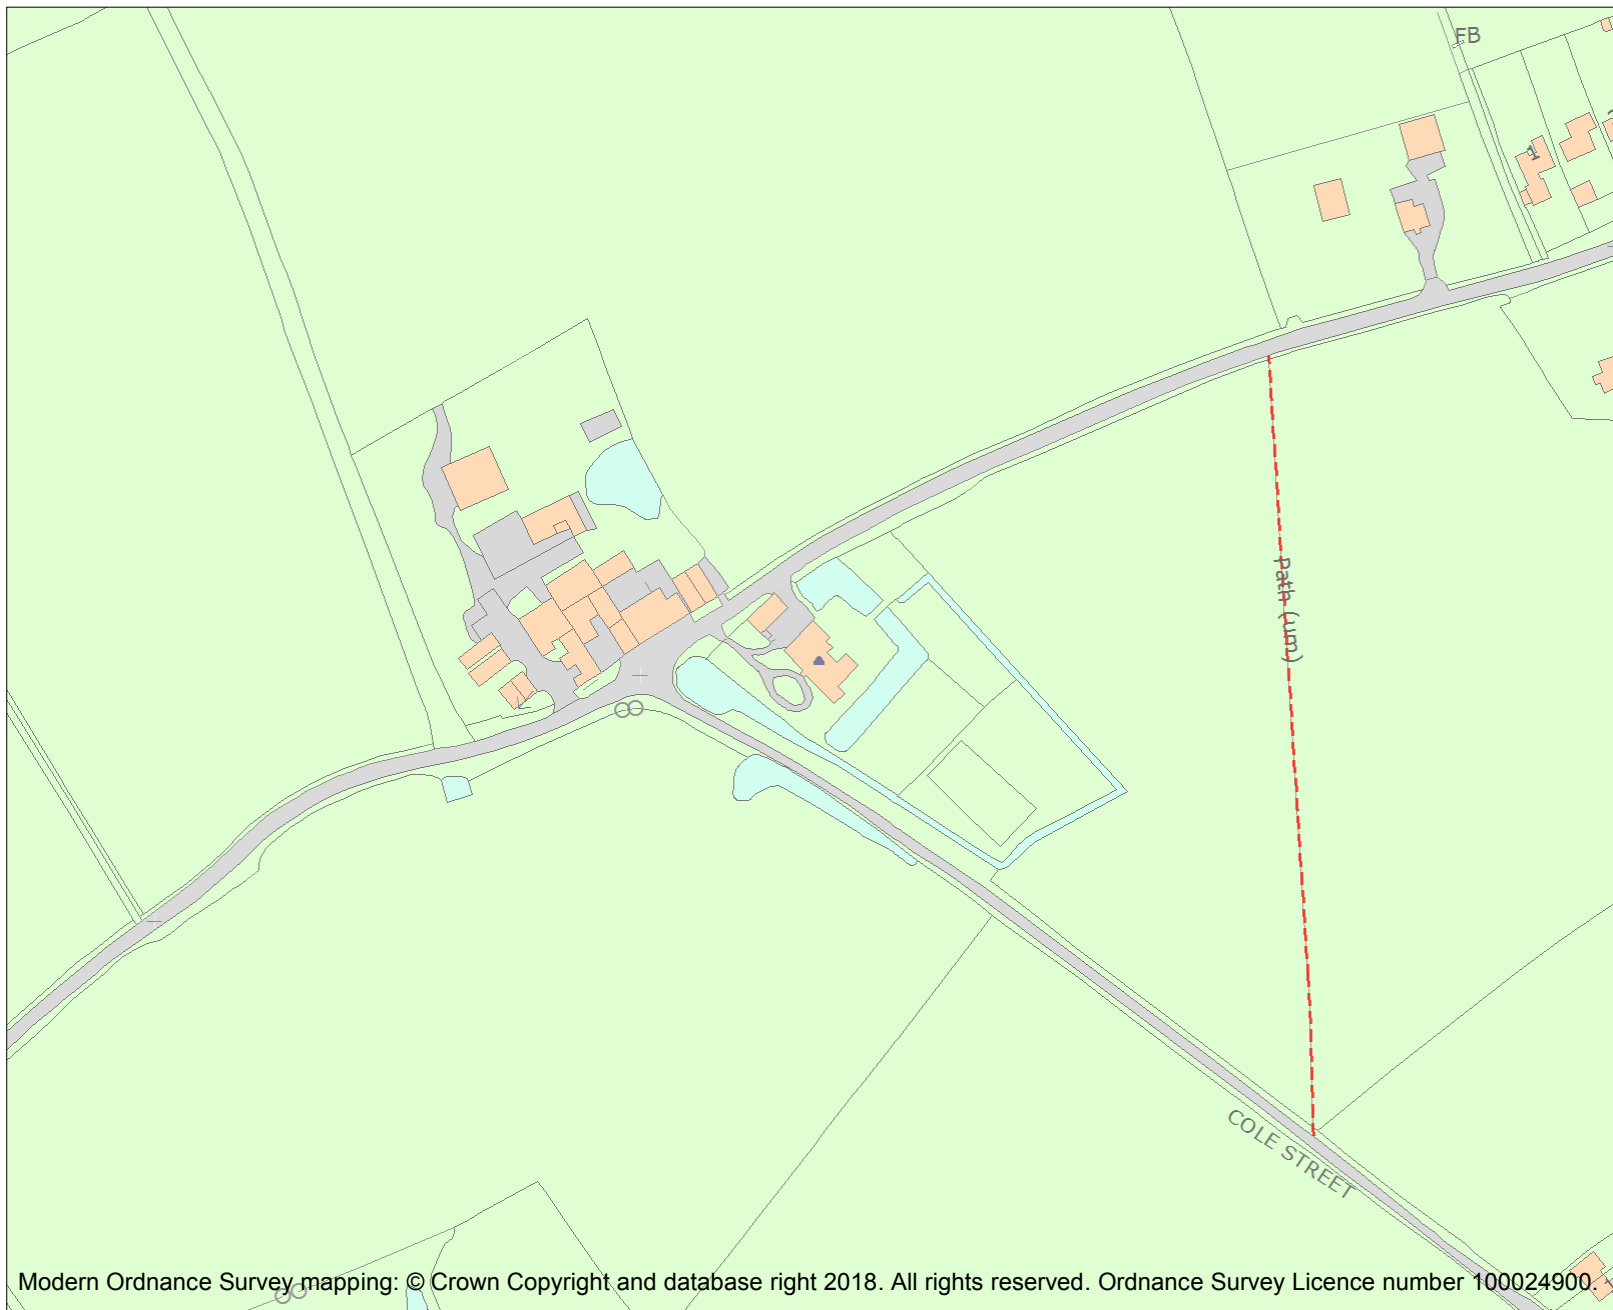 FB
1
Path (um)
COLE STREET
Modern Ordnance Survey mapping: © Crown Copyright and database right 2018. All rights reserved. Ordnance Survey Licence number 100024900.